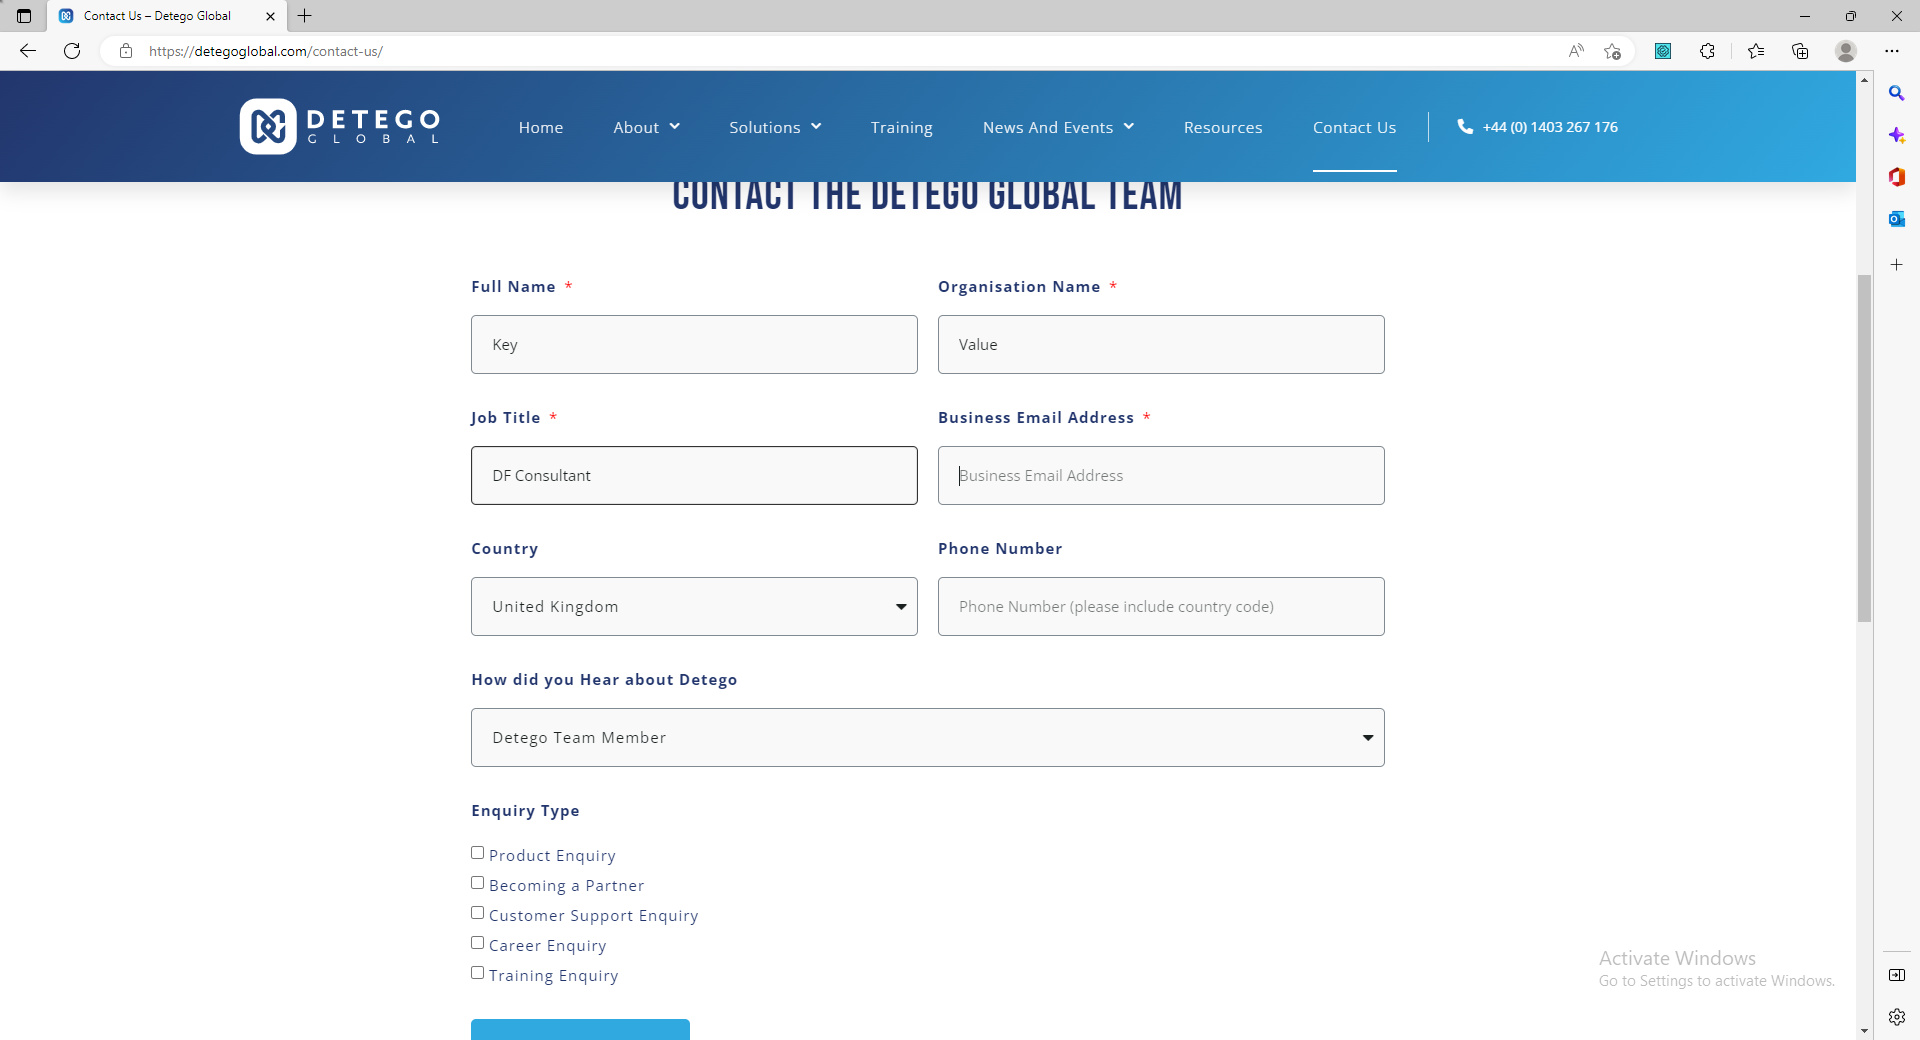 Contact Us – Detego Global
https://detegoglobal.com/contact-us/
DETEGO
GLOBAL
Home
About
Solutions
Training
News And Events
Resources
Contact Us
+44 (0) 1403 267 176
CONTACT THE DETEGO GLOBAL TEAM
Full Name *
Organisation Name *
Key
Value
Job Title *
Business Email Address *
DF Consultant
Business Email Address
Country
Phone Number
United Kingdom
Phone Number (please include country code)
How did you Hear about Detego
Detego Team Member
Enquiry Type
Product Enquiry
Becoming a Partner
Customer Support Enquiry
Career Enquiry
Training Enquiry
Activate Windows
Go to Settings to activate Windows.